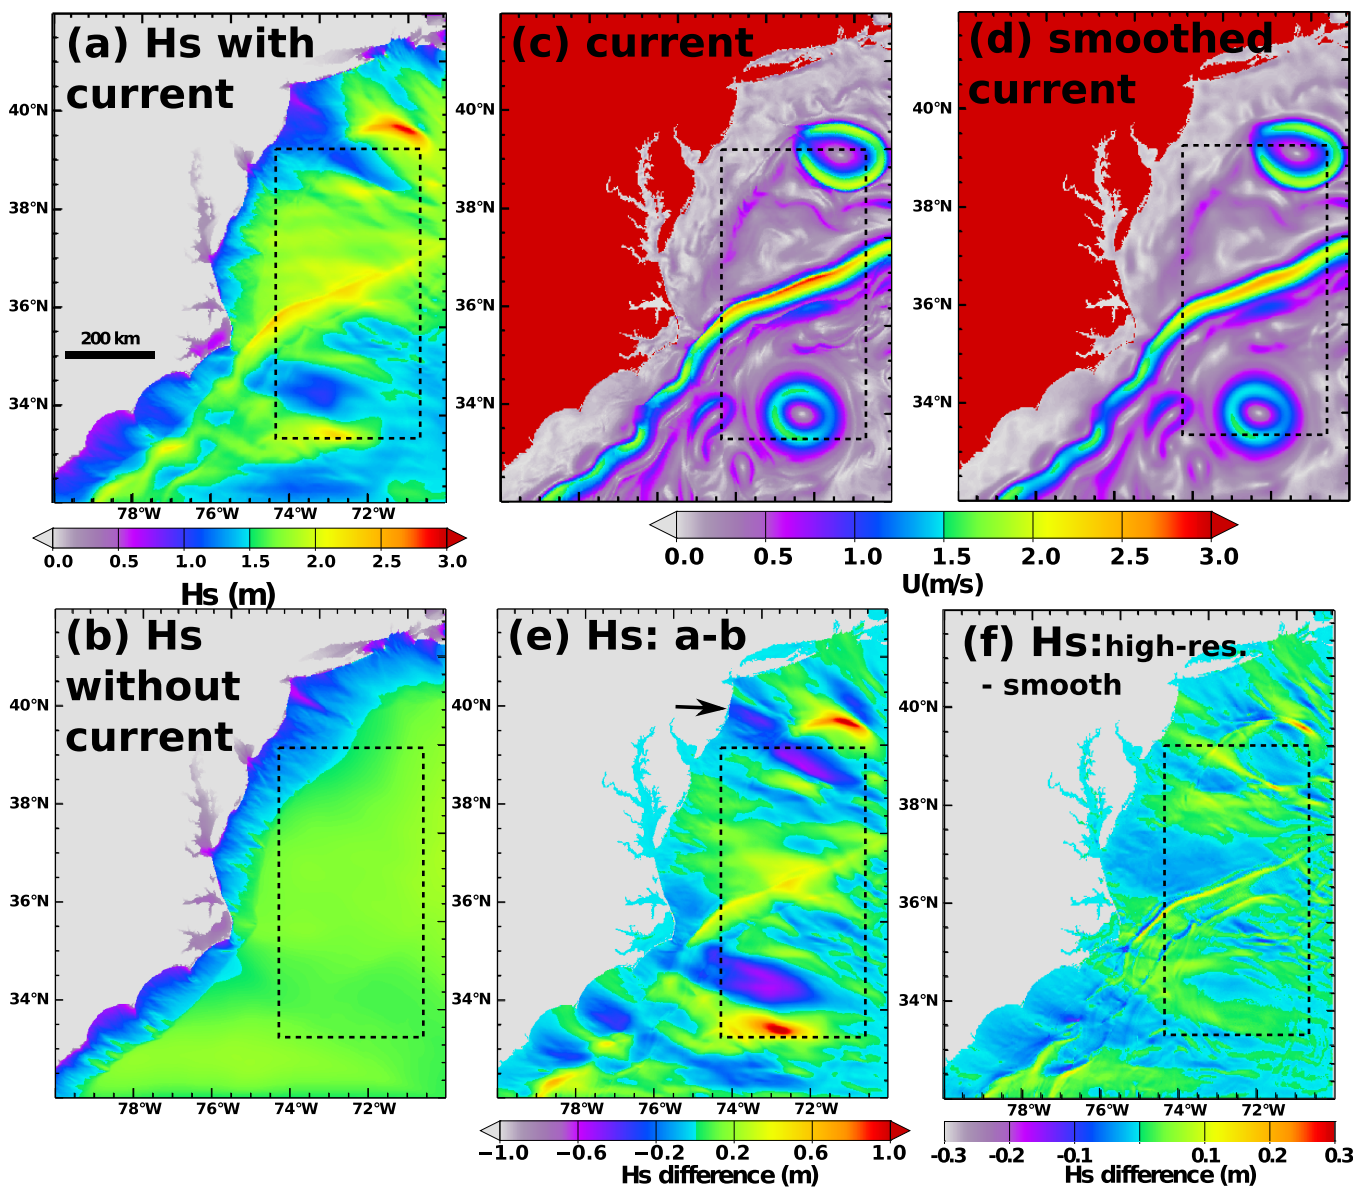 (a) Hs with
current
40°N
38°N
36°N
34°N
200 km
78°W 76°W 74°W 72°W
0.0 0.5 1.0 1.5 2.0 2.5 3.0
Hs (m)
(c) current
40°N
38°N
36°N
34°N
(d) smoothed
current
40°N
38°N
36°N
34°N
0.0 0.5 1.0 1.5 2.0 2.5 3.0
U(m/s)
(b) Hs
without
current
40°N
38°N
36°N
34°N
78°W 76°W 74°W 72°W
(e) Hs: a-b
40°N
38°N
36°N
34°N
78°W 76°W 74°W 72°W
−1.0 −0.6 −0.2 0.2 0.6 1.0
Hs difference (m)
(f) Hs:high-res.
- smooth
40°N
38°N
36°N
34°N
78°W 76°W 74°W 72°W
-0.3 -0.2 -0.1 0.1 0.2 0.3
Hs difference (m)